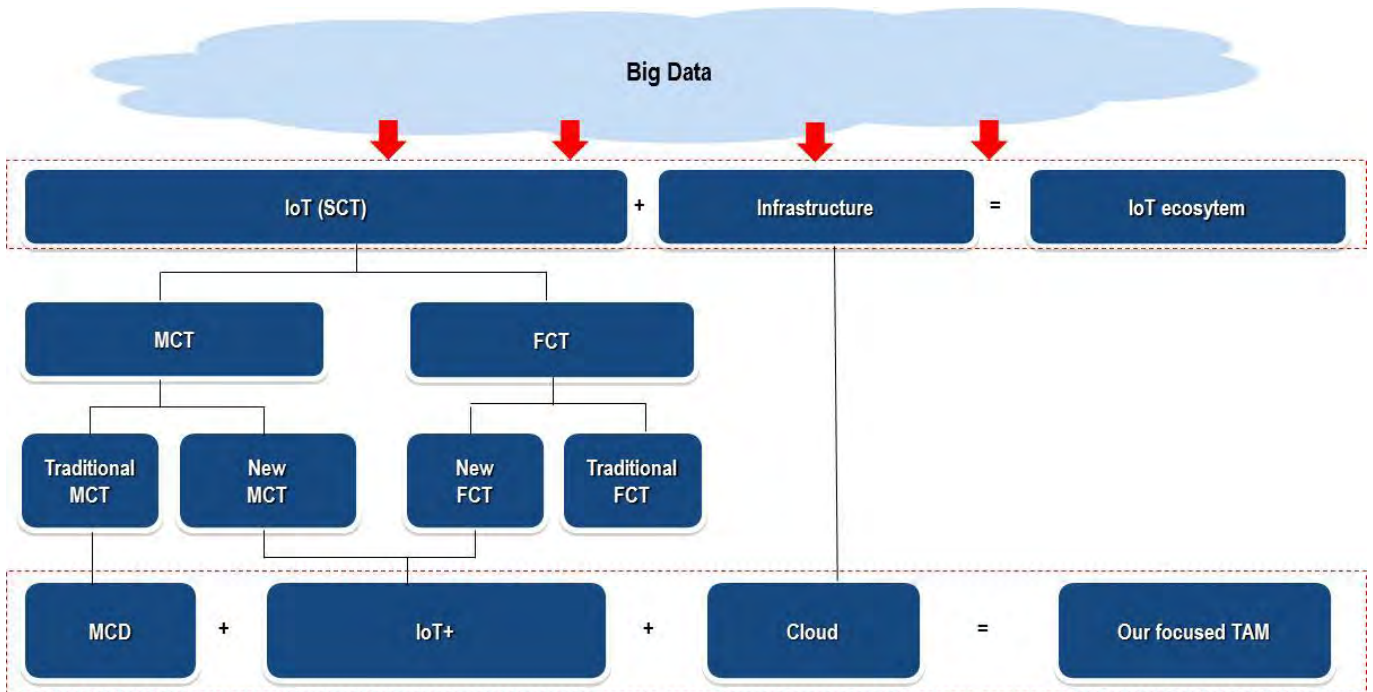 Big Data
IoT (SCT)
+
Infrastructure
=
IoT ecosytem
MCT
FCT
Traditional
MCT
New
MCT
New
FCT
Traditional
FCT
MCD
+
IoT+
+
Cloud
=
Our focused TAM